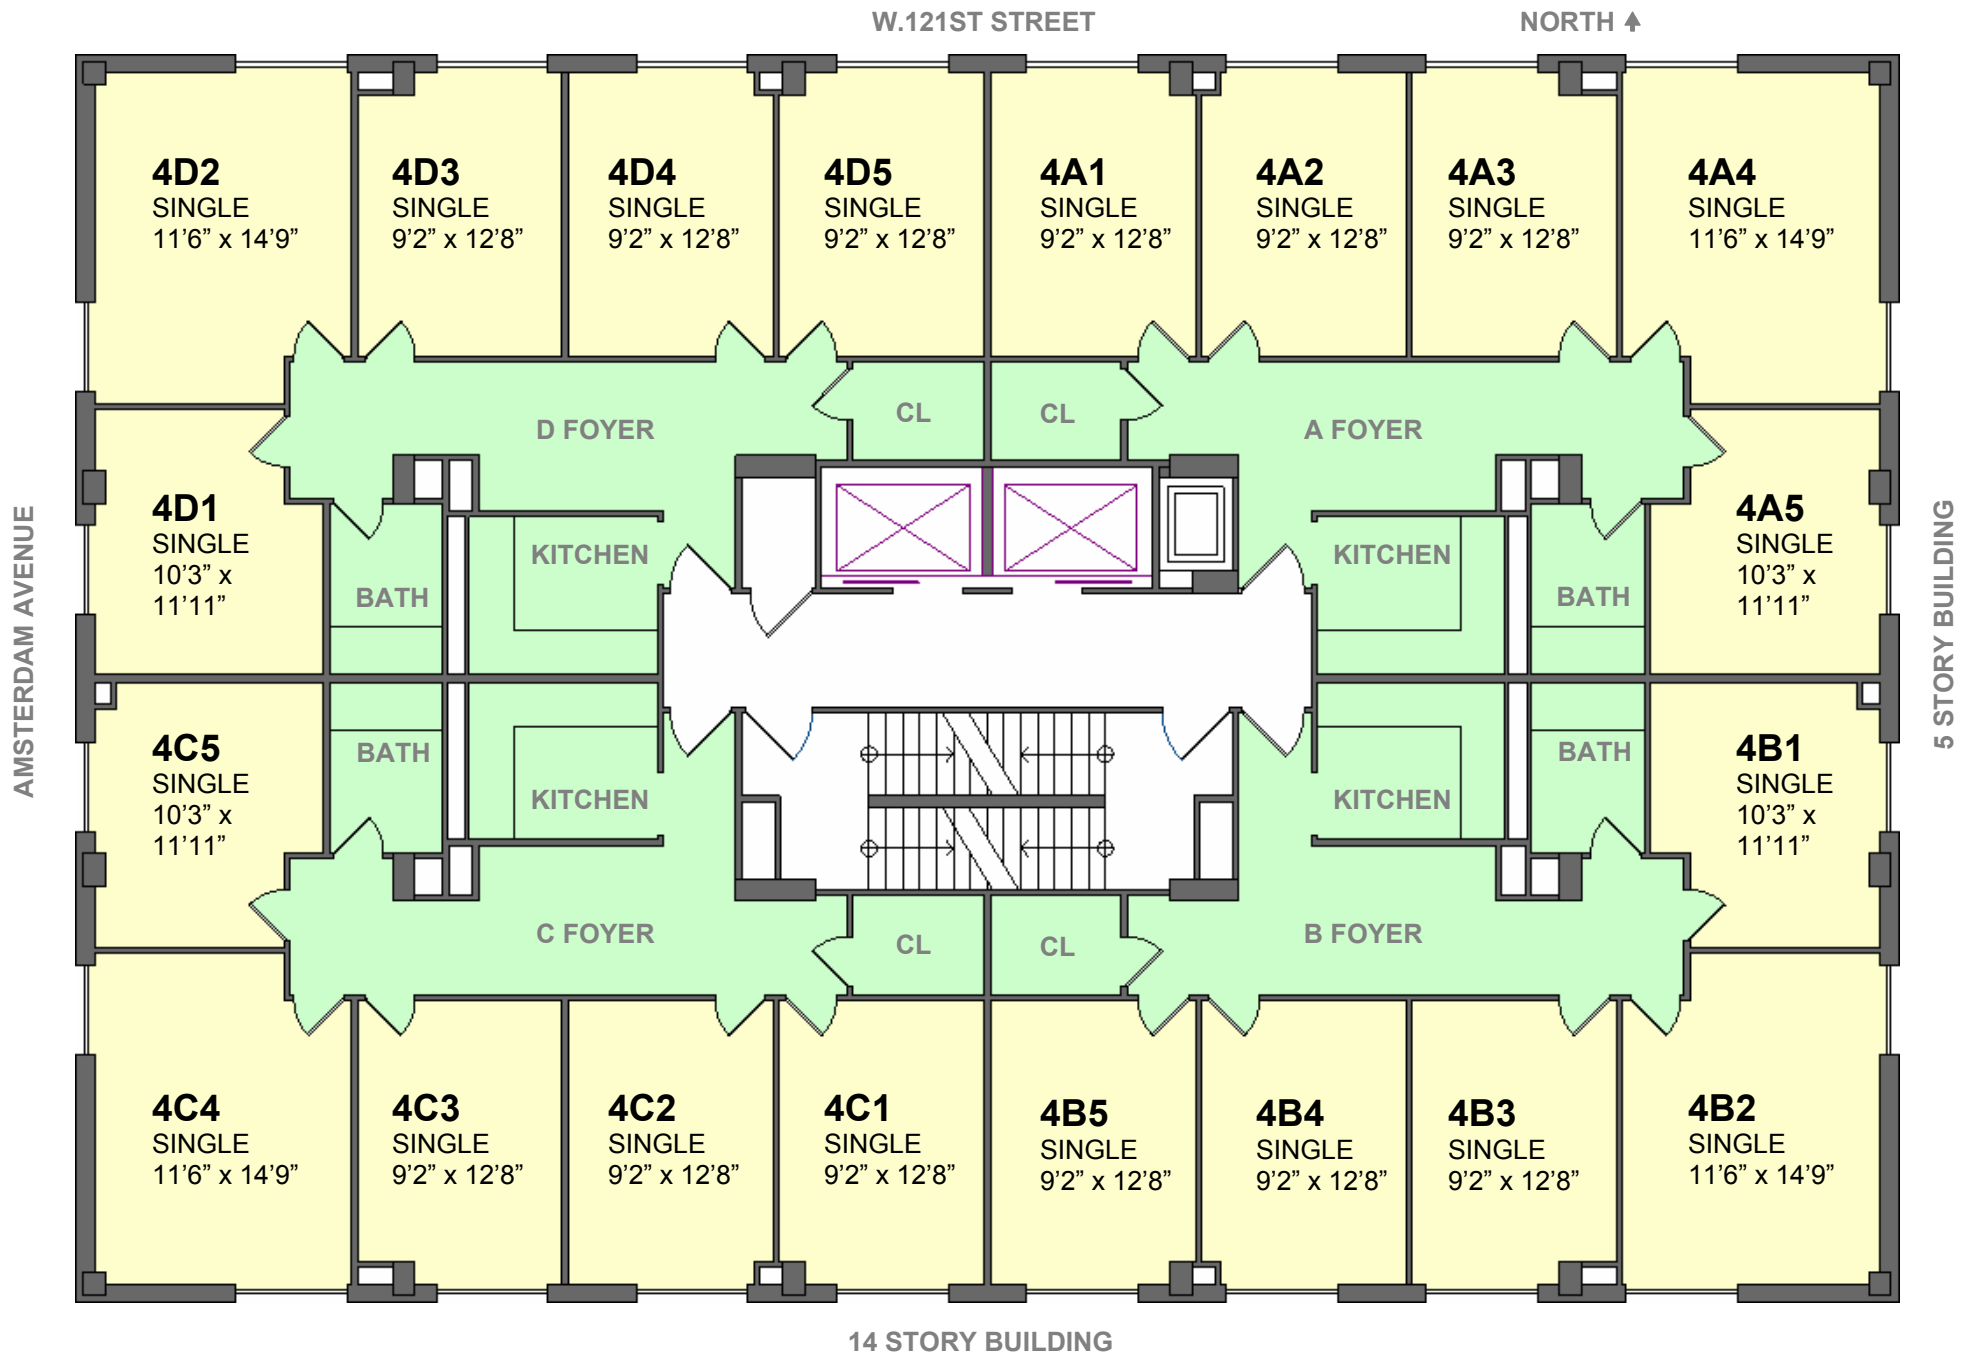 W.121ST STREET
NORTH
4D2
SINGLE
11’6” x 14’9”
4D3
SINGLE
9’2” x 12’8”
4D4
SINGLE
9’2” x 12’8”
4D5
SINGLE
9’2” x 12’8”
4A1
SINGLE
9’2” x 12’8”
4A2
SINGLE
9’2” x 12’8”
4A3
SINGLE
9’2” x 12’8”
4A4
SINGLE
11’6” x 14’9”
D FOYER
CL
CL
A FOYER
4D1
SINGLE
10’3” x
11’11”
BATH
KITCHEN
KITCHEN
BATH
4A5
SINGLE
10’3” x
11’11”
AMSTERDAM AVENUE
5 STORY BUILDING
4C5
SINGLE
10’3” x
11’11”
BATH
KITCHEN
KITCHEN
BATH
4B1
SINGLE
10’3” x
11’11”
C FOYER
CL
CL
B FOYER
4C4
SINGLE
11’6” x 14’9”
4C3
SINGLE
9’2” x 12’8”
4C2
SINGLE
9’2” x 12’8”
4C1
SINGLE
9’2” x 12’8”
4B5
SINGLE
9’2” x 12’8”
4B4
SINGLE
9’2” x 12’8”
4B3
SINGLE
9’2” x 12’8”
4B2
SINGLE
11’6” x 14’9”
14 STORY BUILDING